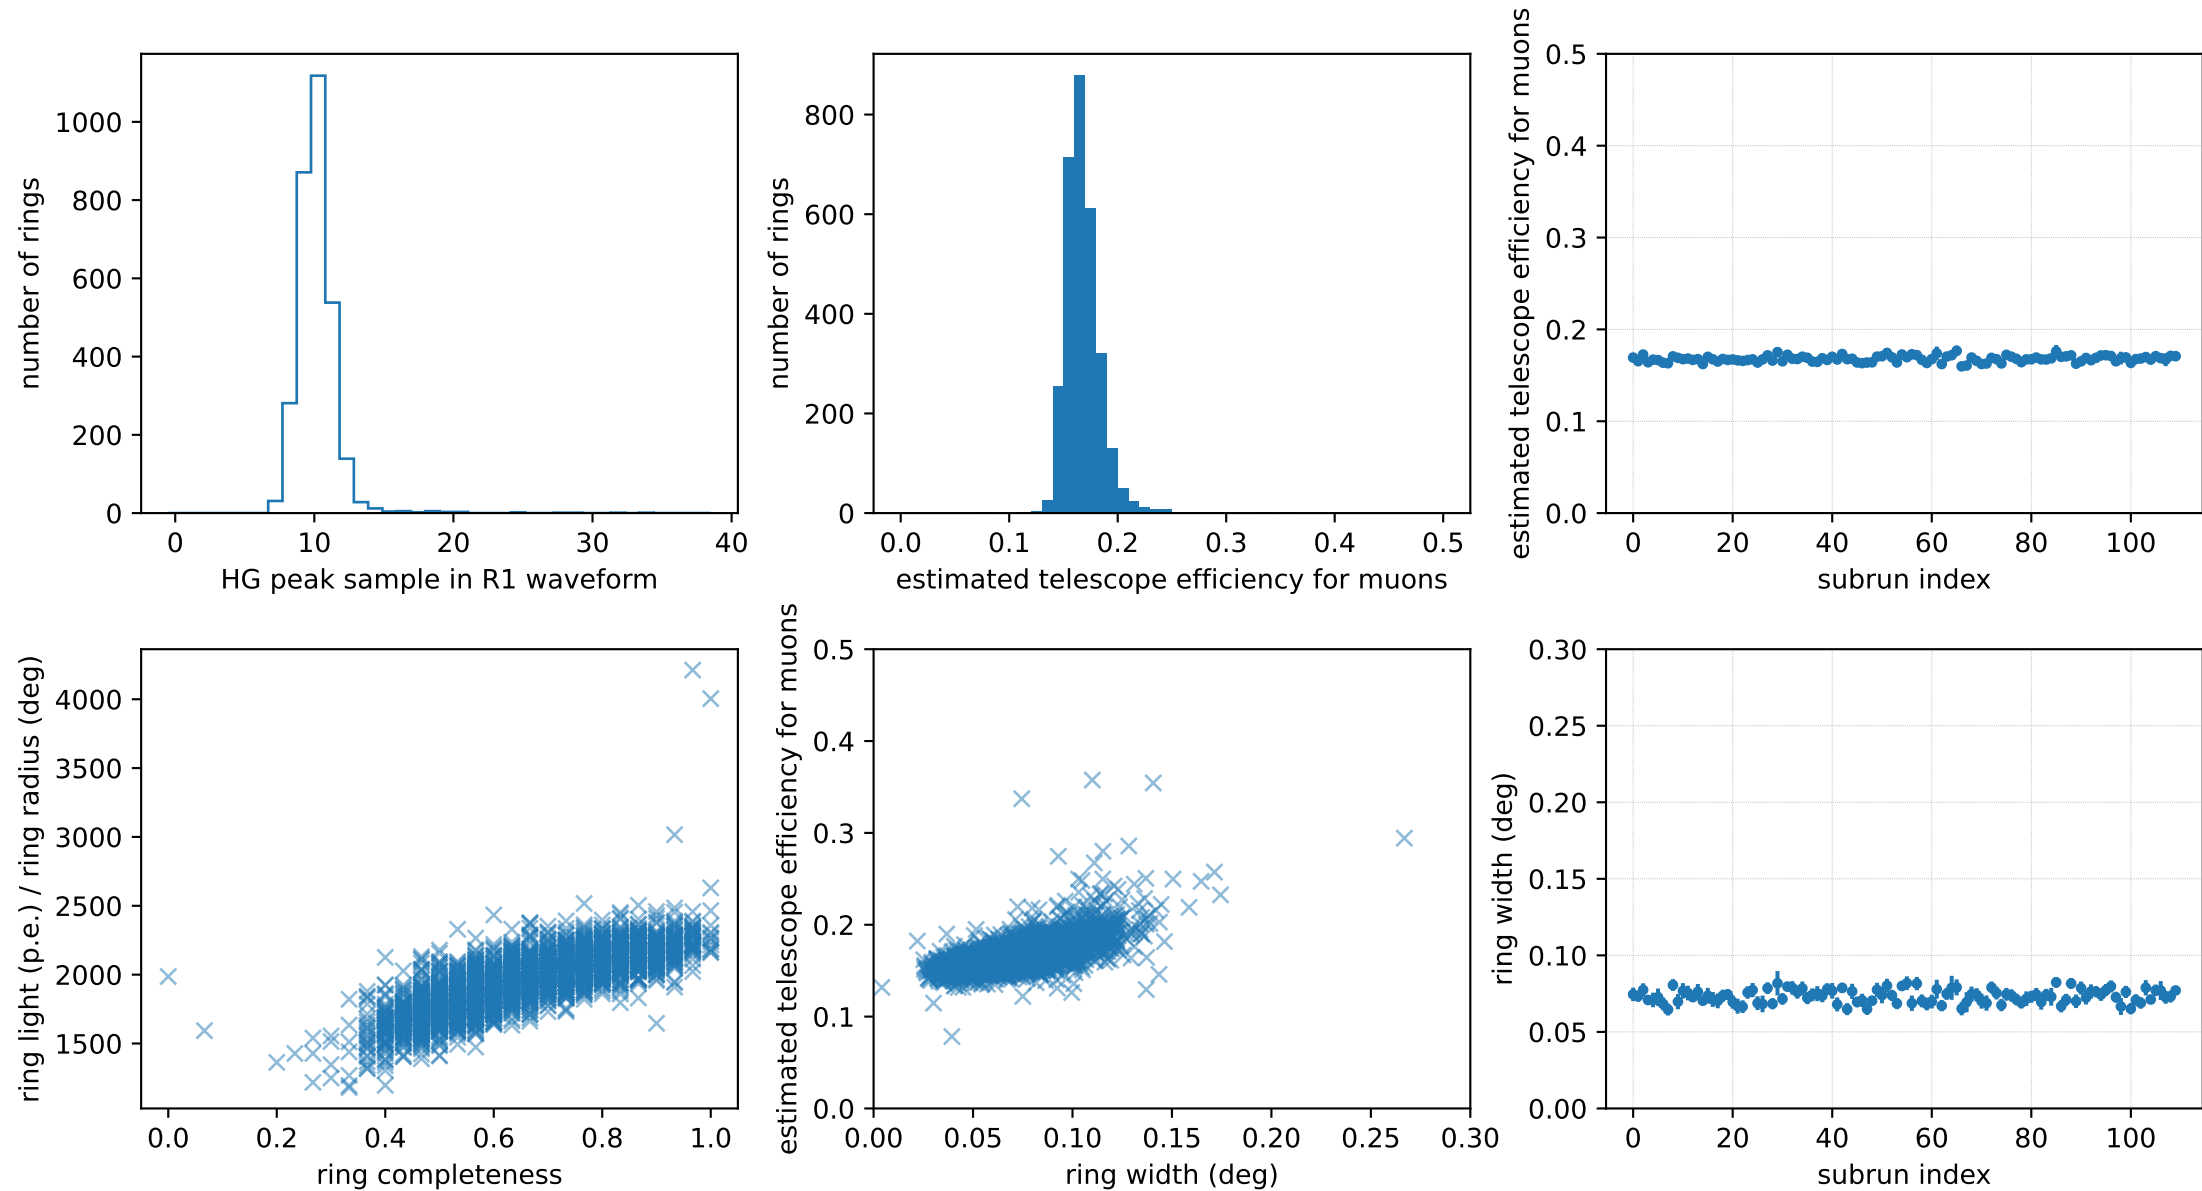 number of rings
1000
800
600
400
200
0
0 10 20 30 40
HG peak sample in R1 waveform
number of rings
800
600
400
200
0
0.0 0.1 0.2 0.3 0.4 0.5
estimated telescope efficiency for muons
estimated telescope efficiency for muons
0.5
0.4
0.3
0.2
0.1
0.0
0 20 40 60 80 100
subrun index
ring light (p.e.) / ring radius (deg)
4000
3500
3000
2500
2000
1500
0.0 0.2 0.4 0.6 0.8 1.0
ring completeness
estimated telescope efficiency for muons
0.5
0.4
0.3
0.2
0.1
0.0
0.00 0.05 0.10 0.15 0.20 0.25 0.30
ring width (deg)
ring width (deg)
0.30
0.25
0.20
0.15
0.10
0.05
0.00
0 20 40 60 80 100
subrun index